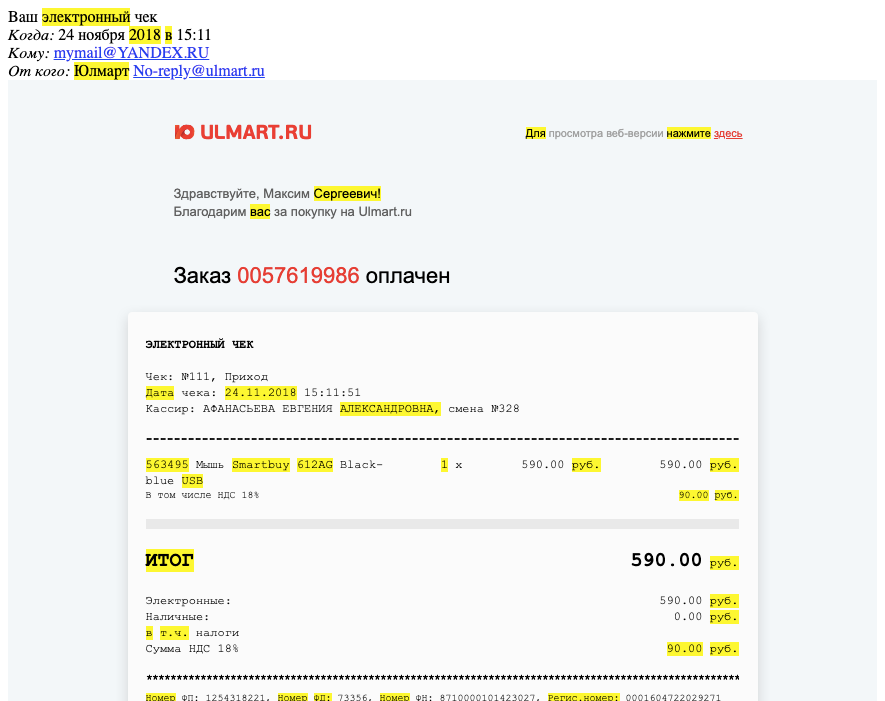 Ваш электронный чек
Когда: 24 ноября 2018 в 15:11
Кому: mymail@YANDEX.RU
От кого: Юлмарт No-reply@ulmart.ru
Ю ULMART.RU
Для просмотра веб-версии нажмите здесь
Здравствуйте, Максим Сергеевич!
Благодарим вас за покупку на Ulmart.ru
Заказ 0057619986 оплачен
ЭЛЕКТРОННЫЙ ЧЕК
Чек: №111, Приход
Дата чека: 24.11.2018 15:11:51
Кассир: АФАНАСЬЕВА ЕВГЕНИЯ АЛЕКСАНДРОВНА, смена №328
563495 Мышь Smartbuy 612AG Black- 1 x 590.00 руб. 590.00 руб.
blue USB
В том числе НДС 18% 90.00 руб.
ИТОГ 590.00 руб.
Электронные: 590.00 руб.
Наличные: 0.00 руб.
в т.ч. налоги
Сумма НДС 18% 90.00 руб.
Номер ФП: 1254318221, Номер ФД: 73356, Номер ФН: 8710000101423027, Регис.номер: 0001604722029271